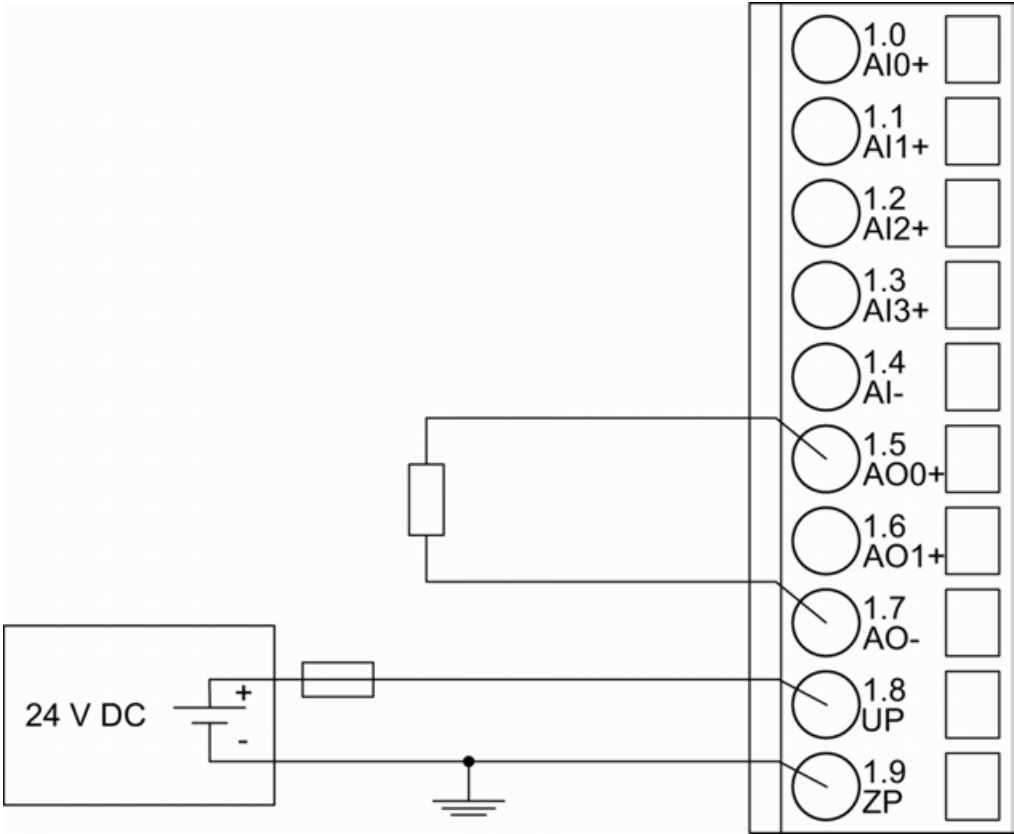 1.0
AI0+
1.1
AI1+
1.2
AI2+
1.3
AI3+
1.4
AI-
1.5
AO0+
1.6
AO1+
1.7
AO-
24 V DC
+
-
1.8
UP
1.9
ZP